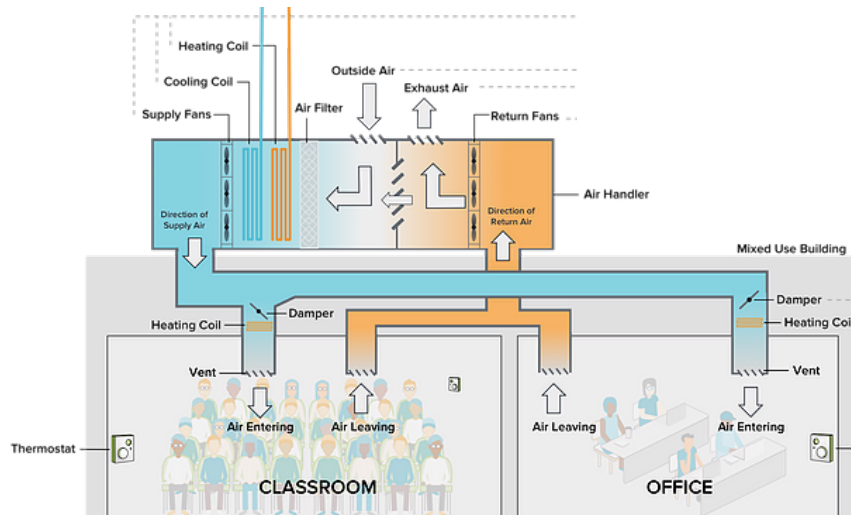 Heating Coil
Outside Air
Cooling Coil
Exhaust Air
Air Filter
Supply Fans
Return Fans
Air Handler
Direction of
Supply Air
Direction of
Return Air
Mixed Use Building
Damper
Damper
Heating Coil
Heating Coi
Vent
Vent
Air Entering
Air Leaving
Air Leaving
Air Entering
Thermostat
CLASSROOM
OFFICE